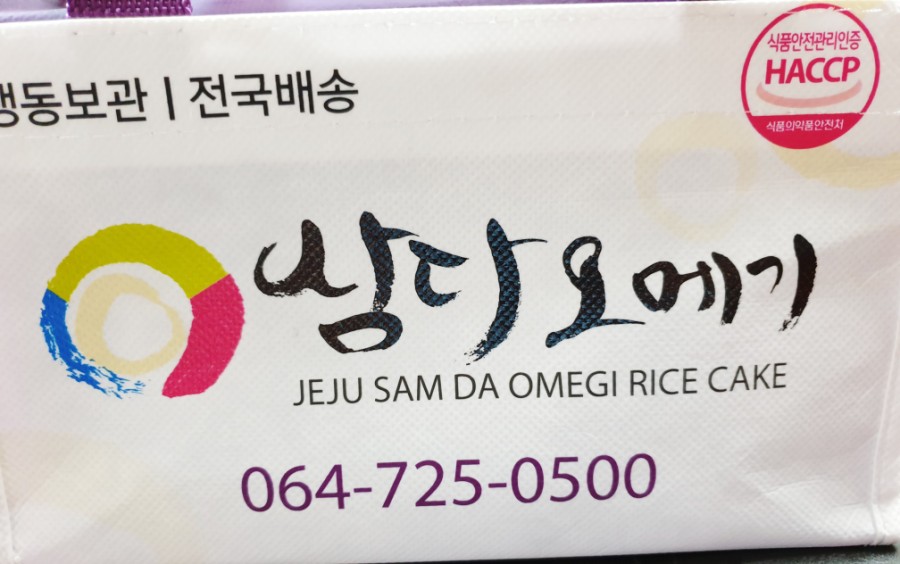 냉동보관 | 전국배송
식품안전관리인증
HACCP
식품의약품안전처
삼다오메기
JEJU SAM DA OMEGI RICE CAKE
064-725-0500